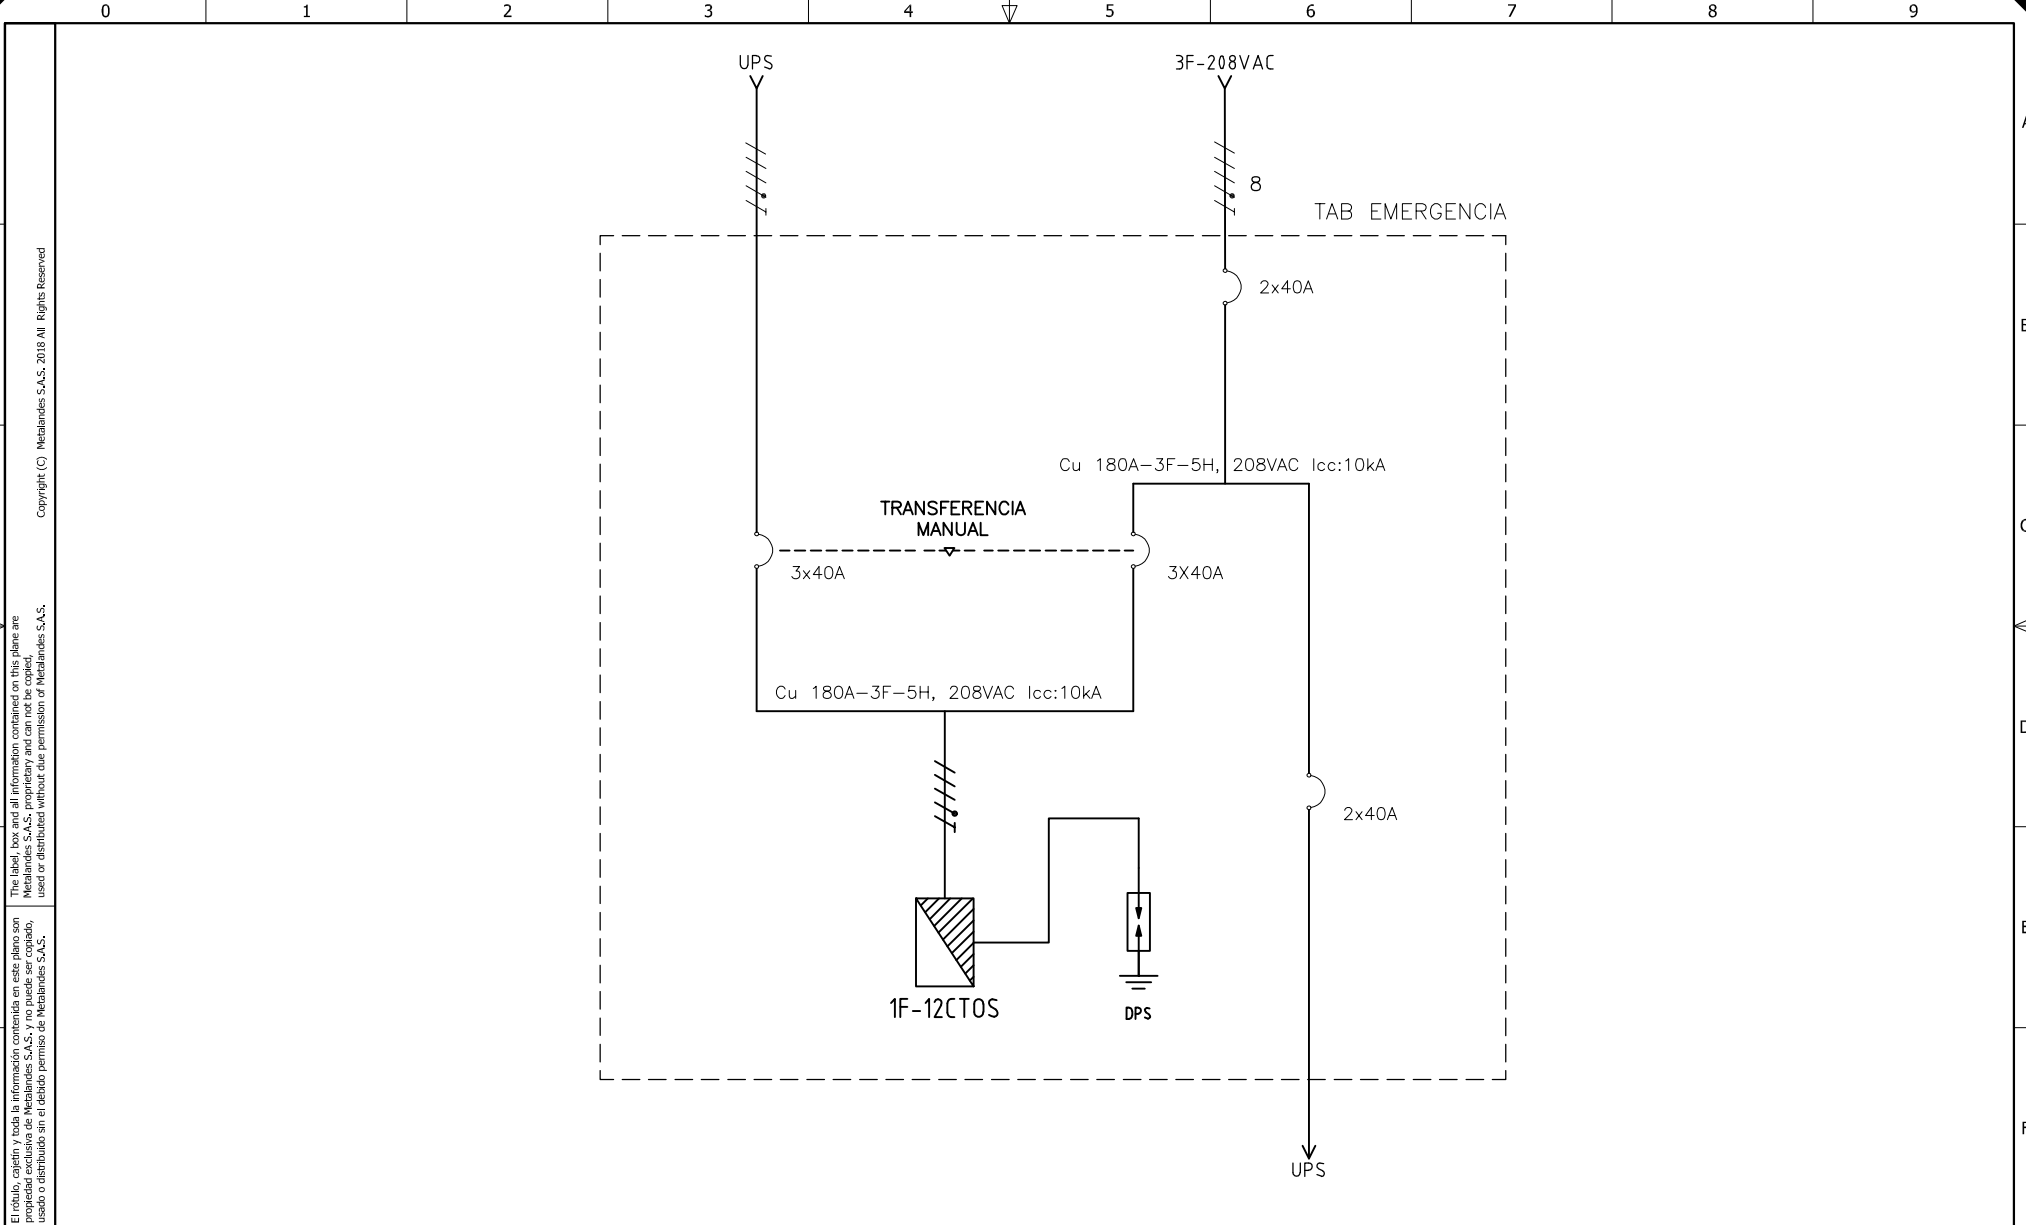 0 1 2 3 4 5 6 7 8 9
UPS
3F-208VAC
8
TAB EMERGENCIA
2x40A
Cu 180A-3F-5H, 208VAC Icc:10kA
TRANSFERENCIA
MANUAL
3x40A
3X40A
Cu 180A-3F-5H, 208VAC Icc:10kA
2x40A
1F-12CTOS
DPS
UPS
Copyright (C) Metalandes S.A.S. 2018 All Rights Reserved
The label, box and all information contained on this plane are
Metalandes S.A.S. proprietary and can not be copied,
used or distributed without due permission of Metalandes S.A.S.
El rótulo, cajetín y toda la información contenida en este plano son
propiedad exclusiva de Metalandes S.A.S. y no puede ser copiado,
usado o distribuido sin el debido permiso de Metalandes S.A.S.